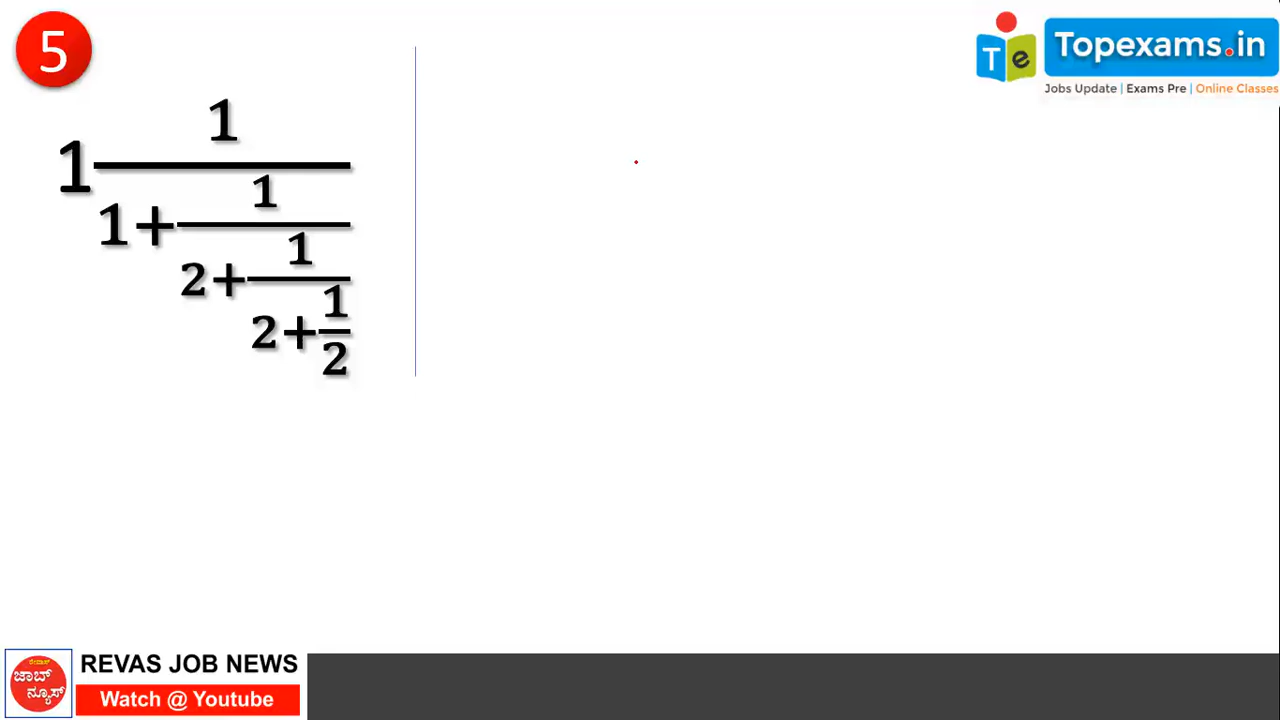 5
Te
Topexams.in
Jobs Update | Exams Pre | Online Classes
1
1
1
1+
1
2+
1
2+
2
ರೇವಾಸ್
ಜಾಬ್
ನ್ಯೂಸ್
REVAS JOB NEWS
Watch @ Youtube